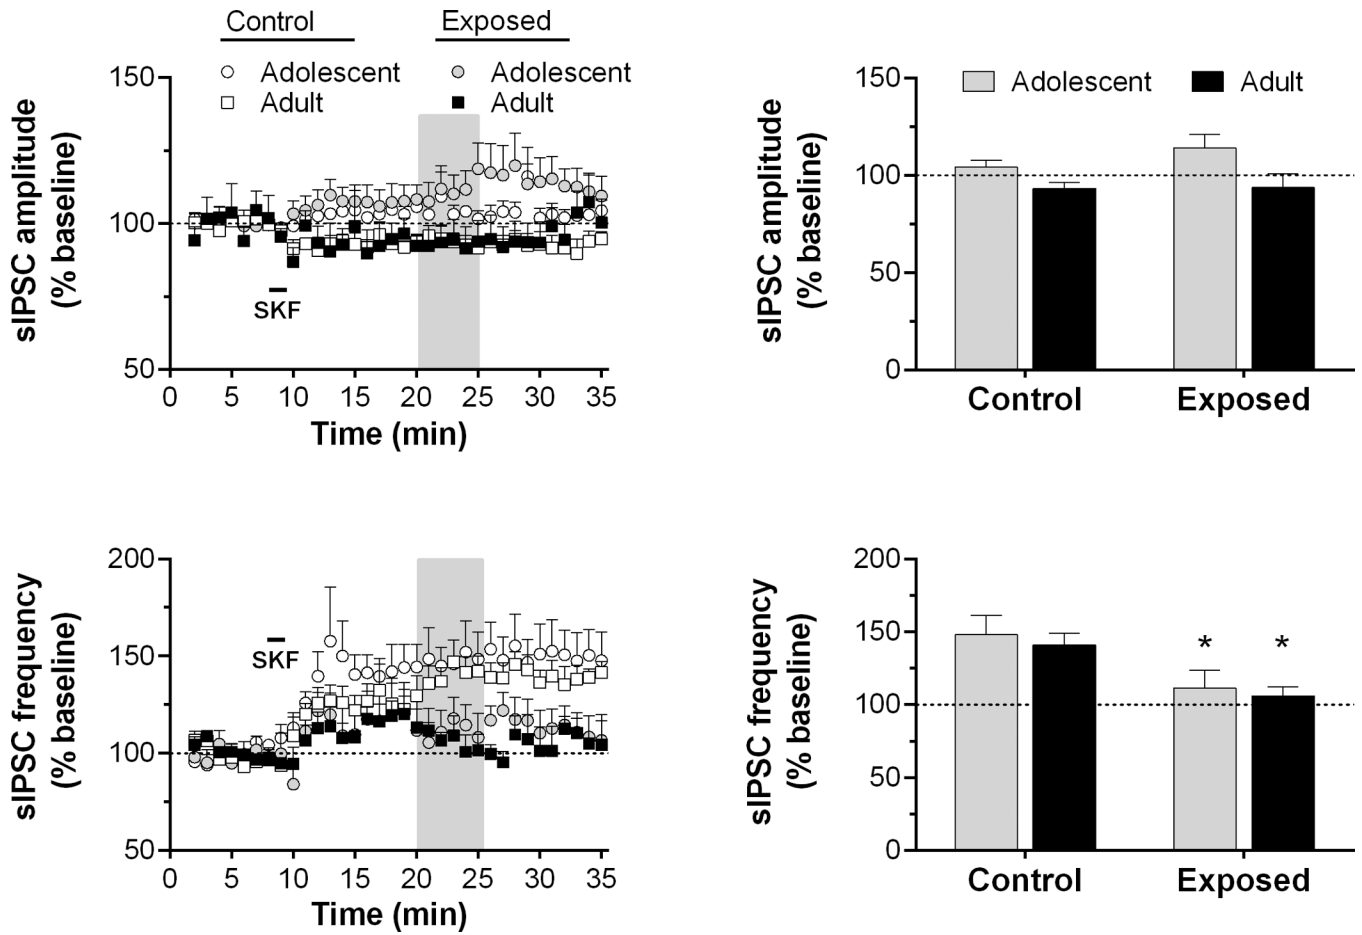 Control Exposed
Adolescent Adolescent
Adult Adult
sIPSC amplitude
(% baseline)
150
100
50
SKF
0 5 10 15 20 25 30 35
Time (min)
sIPSC amplitude
(% baseline)
Adolescent Adult
150
100
50
0
Control Exposed
sIPSC frequency
(% baseline)
200
150
100
50
SKF
0 5 10 15 20 25 30 35
Time (min)
sIPSC frequency
(% baseline)
200
150
100
50
0
* *
Control Exposed